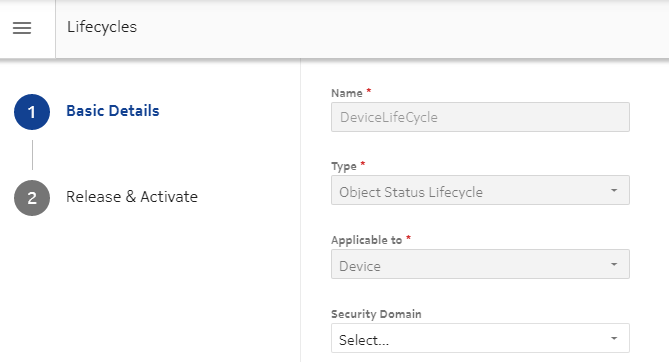 Lifecycles
1 Basic Details
2 Release & Activate
Name *
DeviceLifeCycle
Type *
Object Status Lifecycle
Applicable to *
Device
Security Domain
Select...